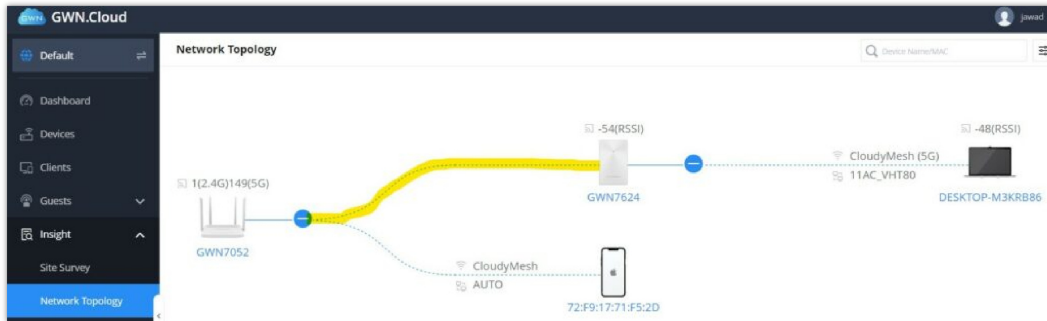 GWN GWN.Cloud
jawad
Default
Network Topology
Device Name/MAC
Dashboard
Devices
Clients
Guests
Insight
Site Survey
Network Topology
-54(RSSI)
-48(RSSI)
CloudyMesh (5G)
11AC_VHT80
1(2.4G)149(5G)
GWN7624
DESKTOP-M3KRB86
GWN7052
CloudyMesh
AUTO
72:F9:17:71:F5:2D